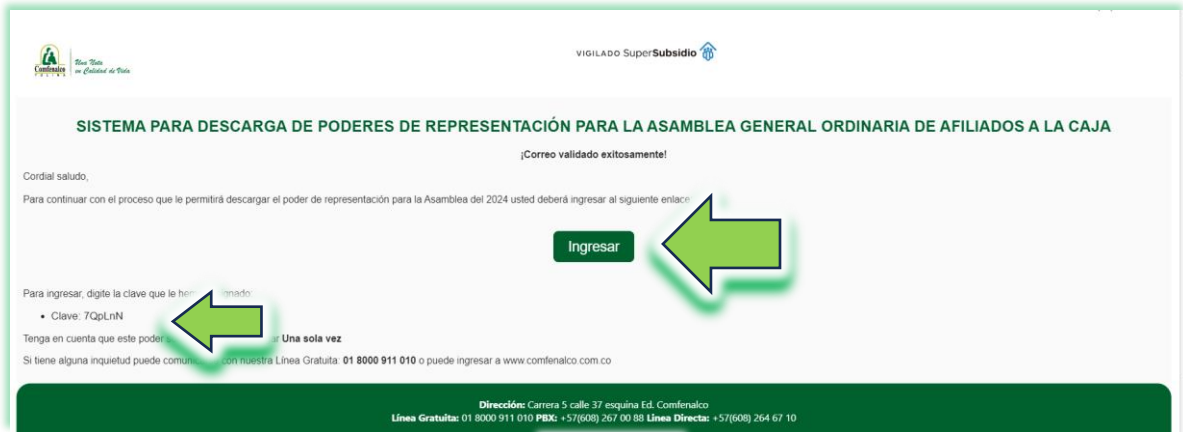 Comfenalco
TOLIMA
Una Nota
en Calidad de Vida
VIGILADO SuperSubsidio
SISTEMA PARA DESCARGA DE PODERES DE REPRESENTACIÓN PARA LA ASAMBLEA GENERAL ORDINARIA DE AFILIADOS A LA CAJA
¡Correo validado exitosamente!
Cordial saludo,
Para continuar con el proceso que le permitirá descargar el poder de representación para la Asamblea del 2024 usted deberá ingresar al siguiente enlace
Ingresar
Para ingresar, digite la clave que le
• Clave: 7QpLnN
Tenga en cuenta que este poder Una sola vez
Si tiene alguna inquietud puede con nuestra Línea Gratuita: 01 8000 911 010 o puede ingresar a www.comfenalco.com.co
Dirección: Carrera 5 calle 37 esquina Ed. Comfenalco
Línea Gratuita: 01 8000 911 010 PBX: +57(608) 267 00 88 Línea Directa: +57(608) 264 67 10